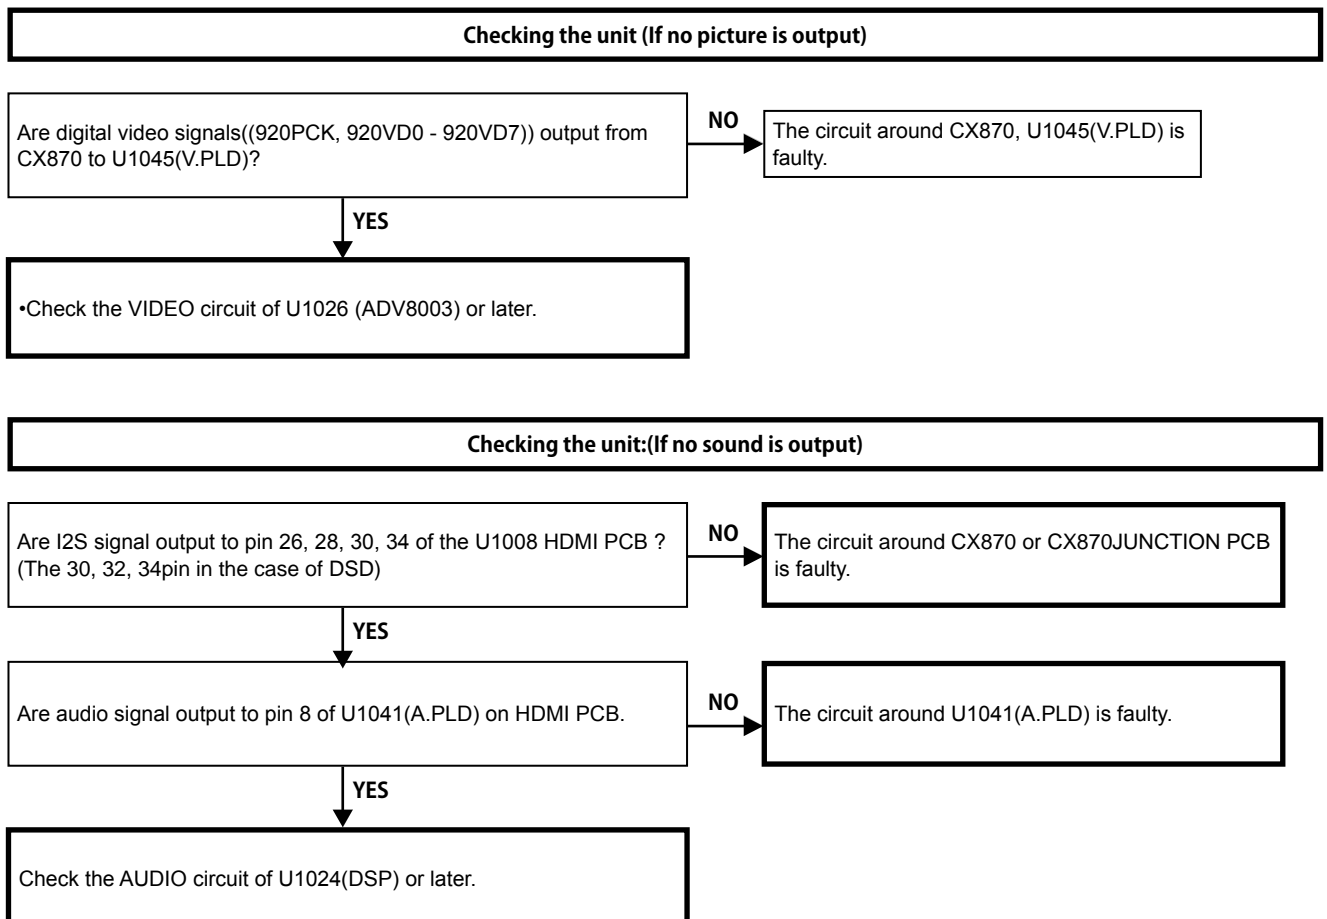 Checking the unit (If no picture is output)
Are digital video signals((920PCK, 920VD0 - 920VD7)) output from
CX870 to U1045(V.PLD)?
NO
The circuit around CX870, U1045(V.PLD) is
faulty.
YES
•Check the VIDEO circuit of U1026 (ADV8003) or later.
Checking the unit:(If no sound is output)
Are I2S signal output to pin 26, 28, 30, 34 of the U1008 HDMI PCB ?
(The 30, 32, 34pin in the case of DSD)
NO
The circuit around CX870 or CX870JUNCTION PCB
is faulty.
YES
Are audio signal output to pin 8 of U1041(A.PLD) on HDMI PCB.
NO
The circuit around U1041(A.PLD) is faulty.
YES
Check the AUDIO circuit of U1024(DSP) or later.